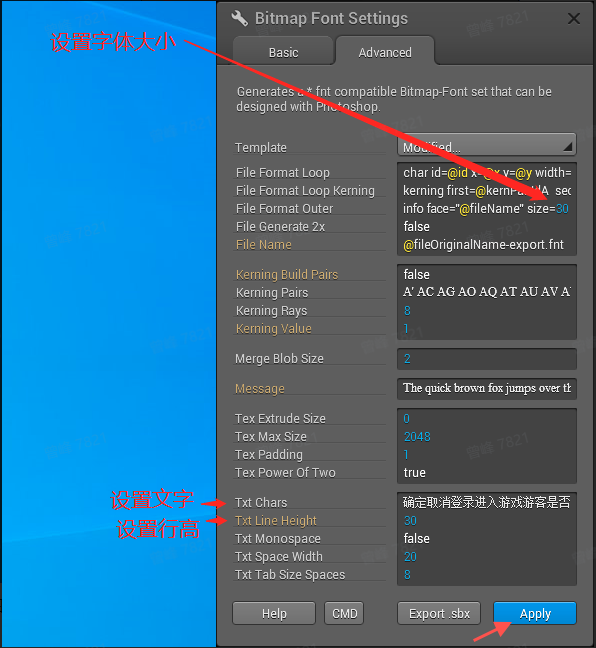 Bitmap Font Settings
设置字体大小
Basic
Advanced
Generates a *.fnt compatible Bitmap-Font set that can be
designed with Photoshop.
Template
Modified...
File Format Loop
char id=@id x=@x y=@y width=
File Format Loop Kerning
kerning first=@kernPairIdA sec
File Format Outer
info face="@fileName" size=30
File Generate 2x
false
File Name
@fileOriginalName-export.fnt
Kerning Build Pairs
false
Kerning Pairs
A' AC AG AO AQ AT AU AV A
Kerning Rays
8
Kerning Value
1
Merge Blob Size
2
Message
The quick brown fox jumps over th
Tex Extrude Size
0
Tex Max Size
2048
Tex Padding
1
Tex Power Of Two
true
设置文字
Txt Chars
确定取消登录进入游戏游客是否
设置行高
Txt Line Height
30
Txt Monospace
false
Txt Space Width
20
Txt Tab Size Spaces
8
Help
CMD
Export .sbx
Apply